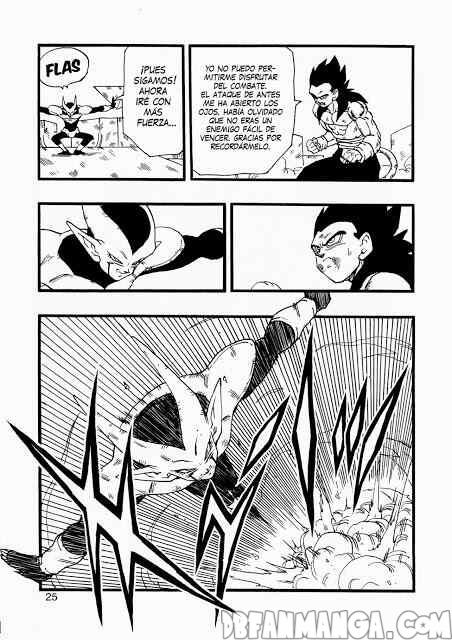 YO NO PUEDO PER-
MITIRME DISFRUTAR
DEL COMBATE.
EL ATAQUE DE ANTES
ME HA ABIERTO LOS
OJOS. HABÍA OLVIDADO
QUE NO ERAS UN
ENEMIGO FÁCIL DE
VENCER. GRACIAS POR
RECORDÁRMELO.
¡PUES
SIGAMOS!
AHORA
IRÉ CON
MÁS
FUERZA...
FLAS
25
DBFANMANGA.COM